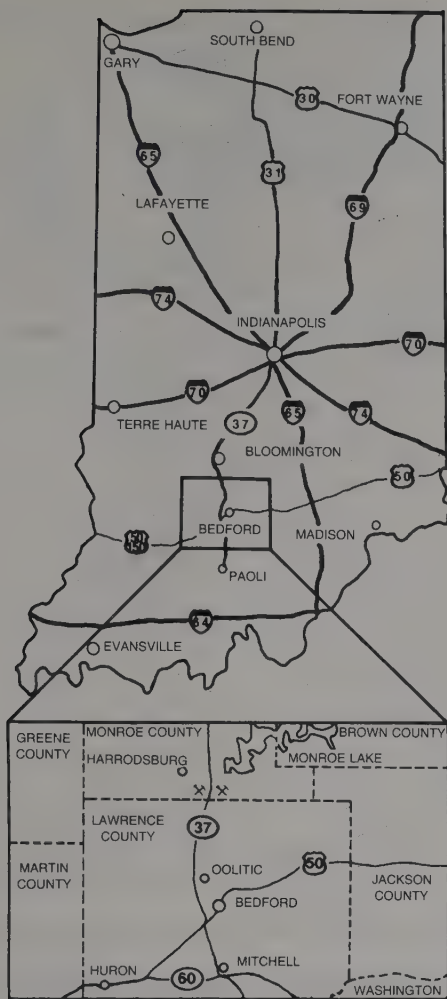 SOUTH BEND
GARY
30
FORT WAYNE
65
31
69
LAFAYETTE
74
INDIANAPOLIS
70
70
37
65
74
TERRE HAUTE
BLOOMINGTON
50
BEDFORD
MADISON
50
150
PAOLI
64
EVANSVILLE
GREENE COUNTY
MONROE COUNTY
BROWN COUNTY
HARRODSBURG
MONROE LAKE
LAWRENCE COUNTY
37
MARTIN COUNTY
OOLITIC
50
JACKSON COUNTY
BEDFORD
HURON
60
MITCHELL
WASHINGTON